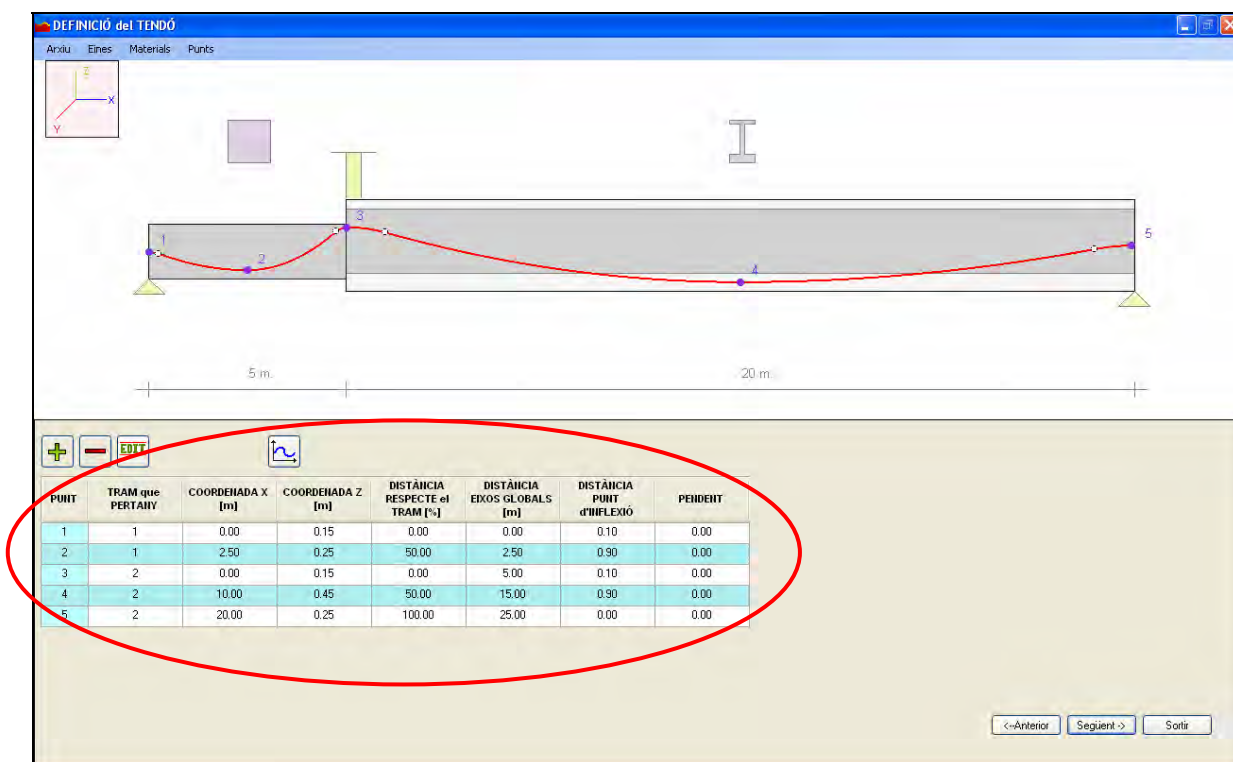 DEFINICIÓ del TENDÓ
Arxiu Eines Materials Punts
Z
X
Y
1
2
3
4
5
5 m.
20 m.
EDIT
PUNT TRAM que PERTANY COORDENADA X [m] COORDENADA Z [m] DISTÀNCIA RESPECTE el TRAM [%] DISTÀNCIA EIXOS GLOBALS [m] DISTÀNCIA PUNT d'INFLEXIÓ PENDENT
1 1 0.00 0.15 0.00 0.00 0.10 0.00
2 1 2.50 0.25 50.00 2.50 0.90 0.00
3 2 0.00 0.15 0.00 5.00 0.10 0.00
4 2 10.00 0.45 50.00 15.00 0.90 0.00
5 2 20.00 0.25 100.00 25.00 0.00 0.00
<-Anterior Següent-> Sortir